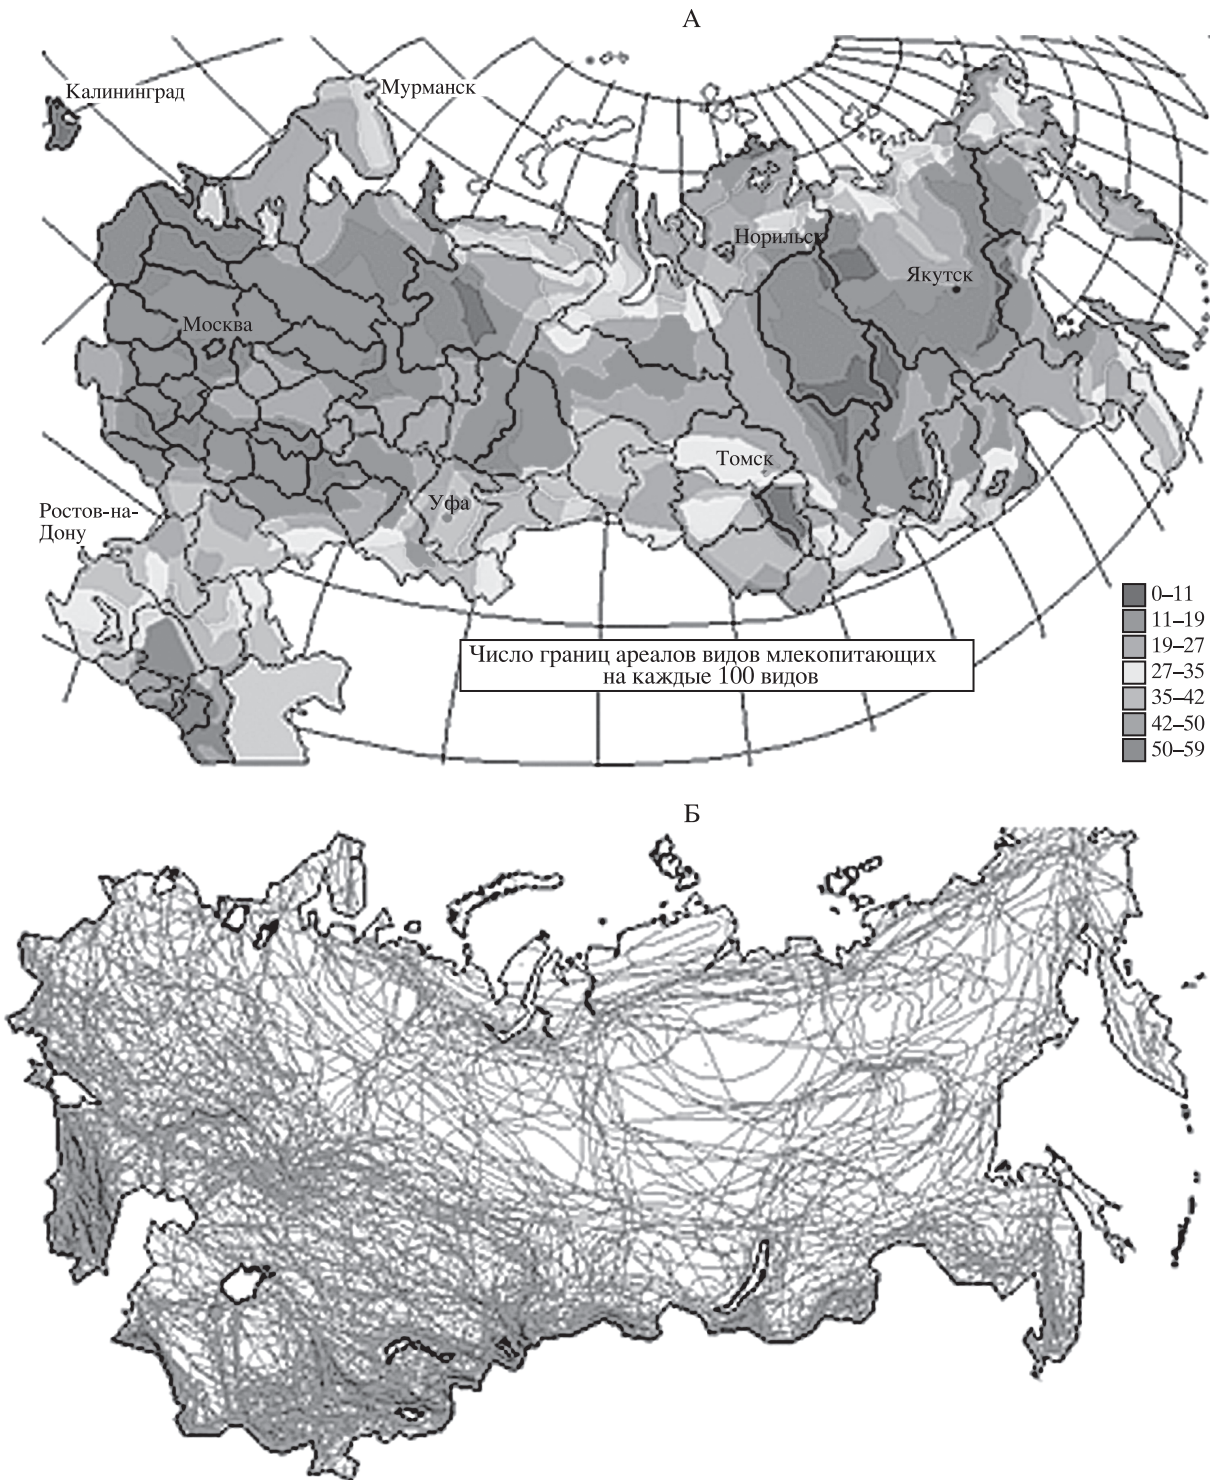 А
Калининград
Мурманск
Норильск
Якутск
Москва
Томск
Уфа
Ростов-на-
Дону
0–11
11–19
19–27
27–35
35–42
42–50
50–59
Число границ ареалов видов млекопитающих
на каждые 100 видов
Б